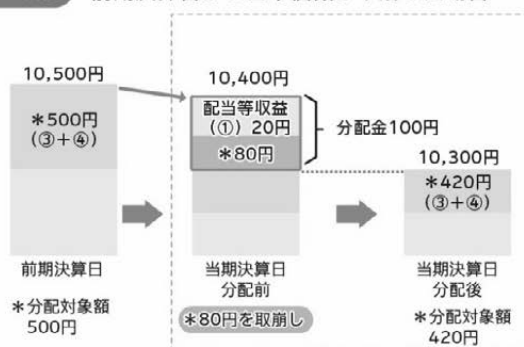 10,500円
＊500円
(③＋④)
前期決算日
＊分配対象額
500円
10,400円
配当等収益
(①) 20円
＊80円
分配金100円
当期決算日
分配前
＊80円を取崩し
10,300円
＊420円
(③＋④)
当期決算日
分配後
＊分配対象額
420円